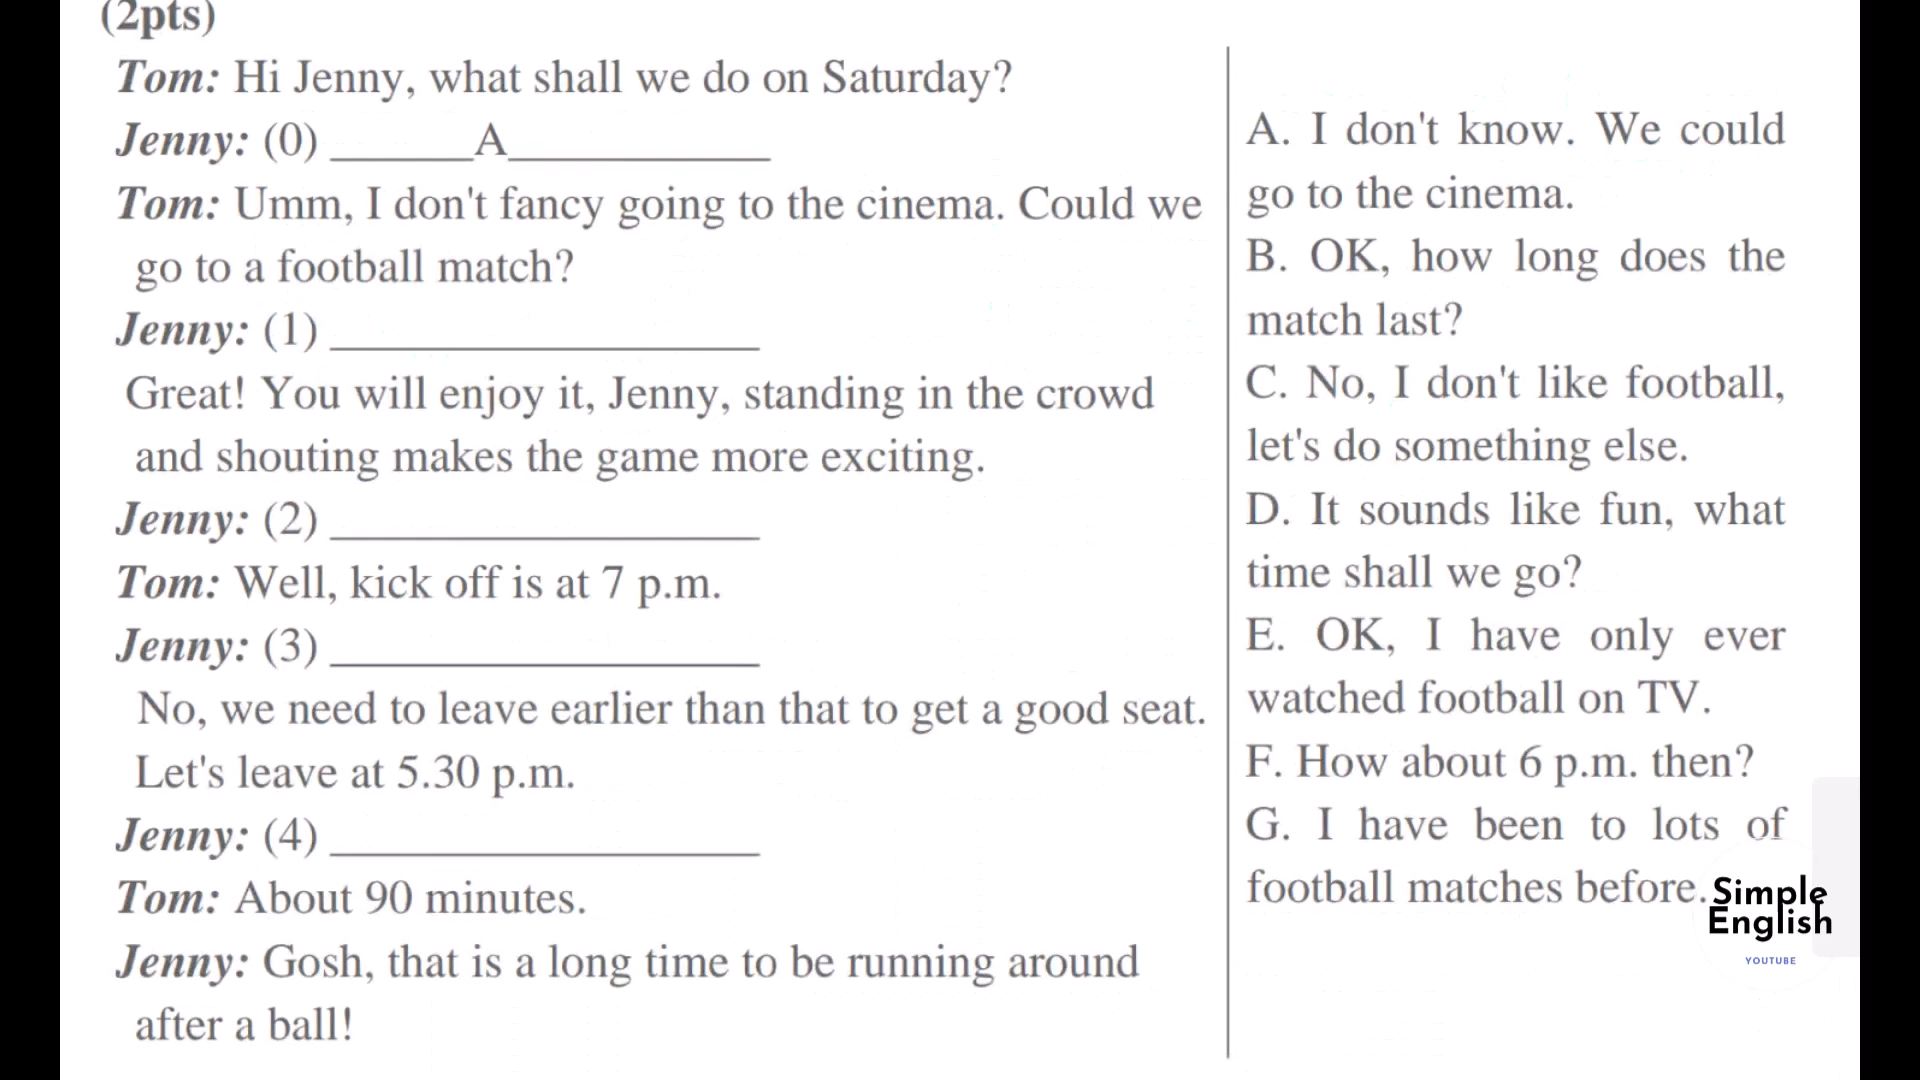 (2pts)
Tom: Hi Jenny, what shall we do on Saturday?
Jenny: (0) ______A___________
Tom: Umm, I don't fancy going to the cinema. Could we
go to a football match?
Jenny: (1) __________________
Great! You will enjoy it, Jenny, standing in the crowd
and shouting makes the game more exciting.
Jenny: (2) __________________
Tom: Well, kick off is at 7 p.m.
Jenny: (3) __________________
No, we need to leave earlier than that to get a good seat.
Let's leave at 5.30 p.m.
Jenny: (4) __________________
Tom: About 90 minutes.
Jenny: Gosh, that is a long time to be running around
after a ball!
A. I don't know. We could
go to the cinema.
B. OK, how long does the
match last?
C. No, I don't like football,
let's do something else.
D. It sounds like fun, what
time shall we go?
E. OK, I have only ever
watched football on TV.
F. How about 6 p.m. then?
G. I have been to lots of
football matches before.
Simple
English
YOUTUBE